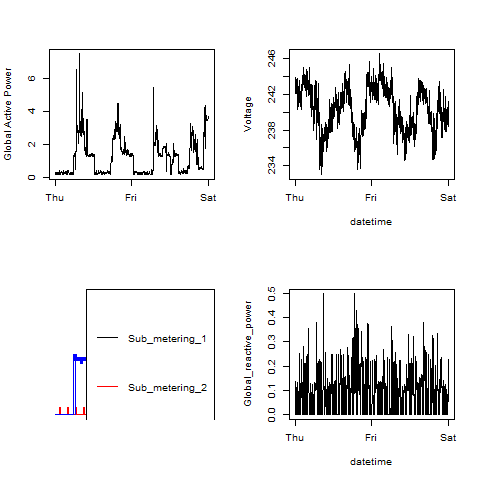 Global Active Power
0 2 4 6
Thu Fri Sat
Voltage
234 238 242 246
Thu Fri Sat
datetime
Sub_metering_1
Sub_metering_2
Global_reactive_power
0.0 0.1 0.2 0.3 0.4 0.5
Thu Fri Sat
datetime